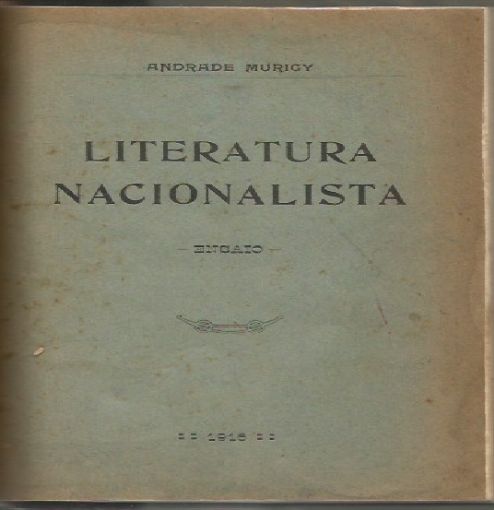 ANDRADE MURICY
LITERATURA
NACIONALISTA
— ENSAIO —
:: 1916 ::